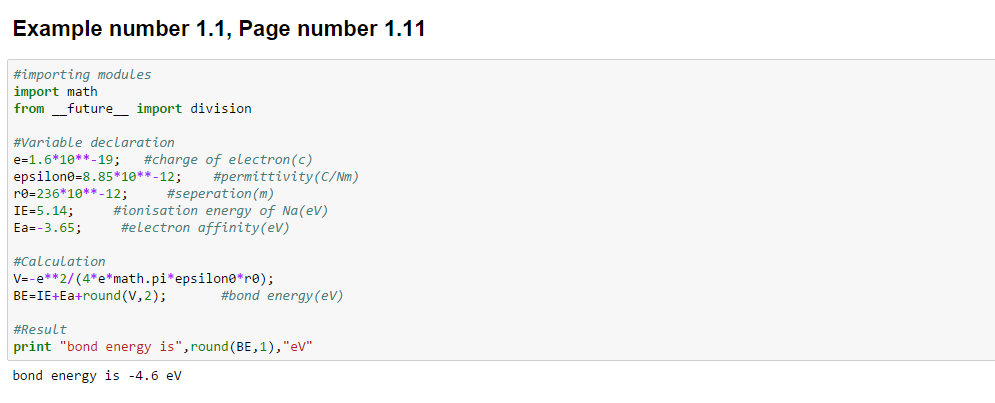 Example number 1.1, Page number 1.11
#importing modules
import math
from __future__ import division
#Variable declaration
e=1.6*10**-19;   #charge of electron(c)
epsilon0=8.85*10**-12;    #permittivity(C/Nm)
r0=236*10**-12;     #seperation(m)
IE=5.14;     #ionisation energy of Na(eV)
Ea=-3.65;     #electron affinity(eV)
#Calculation
V=-e**2/(4*e*math.pi*epsilon0*r0);
BE=IE+Ea+round(V,2);       #bond energy(eV)
#Result
print "bond energy is",round(BE,1),"eV"
bond energy is -4.6 eV